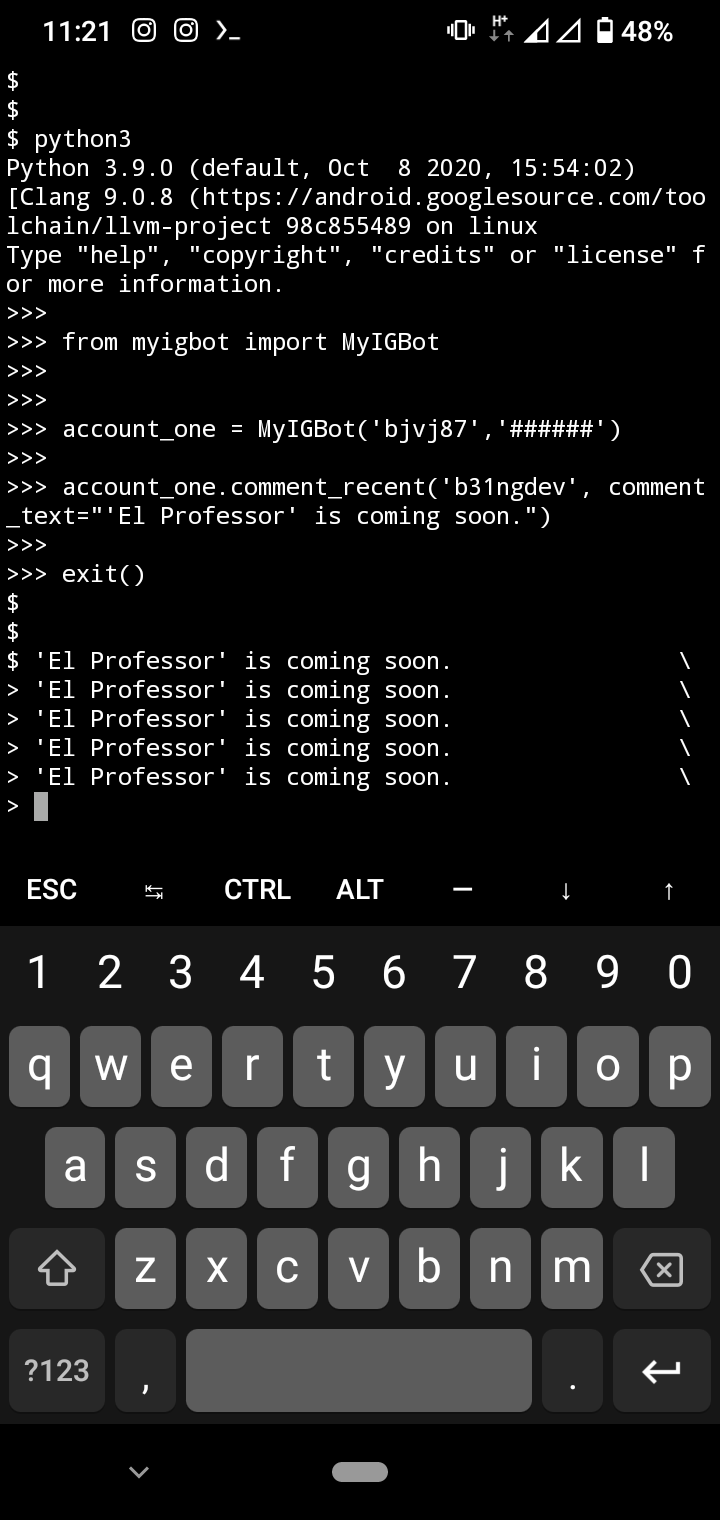 11:21 H+ 48%
$
$
$ python3
Python 3.9.0 (default, Oct  8 2020, 15:54:02)
[Clang 9.0.8 (https://android.googlesource.com/too
lchain/llvm-project 98c855489 on linux
Type "help", "copyright", "credits" or "license" f
or more information.
>>>
>>> from myigbot import MyIGBot
>>>
>>>
>>> account_one = MyIGBot('bjvj87','######')
>>>
>>> account_one.comment_recent('b31ngdev', comment
_text="'El Professor' is coming soon.")
>>>
>>> exit()
$
$
$ 'El Professor' is coming soon.                \
> 'El Professor' is coming soon.                \
> 'El Professor' is coming soon.                \
> 'El Professor' is coming soon.                \
> 'El Professor' is coming soon.                \
>
ESC ↹ CTRL ALT — ↓ ↑
1 2 3 4 5 6 7 8 9 0
q w e r t y u i o p
a s d f g h j k l
z x c v b n m
?123 , .